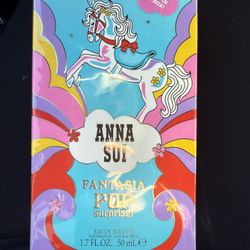 ANNA
SUI
FANTASIA
POP
Surprise!
EAU DE TOILETTE
1.7 FL.OZ. 50 mL e